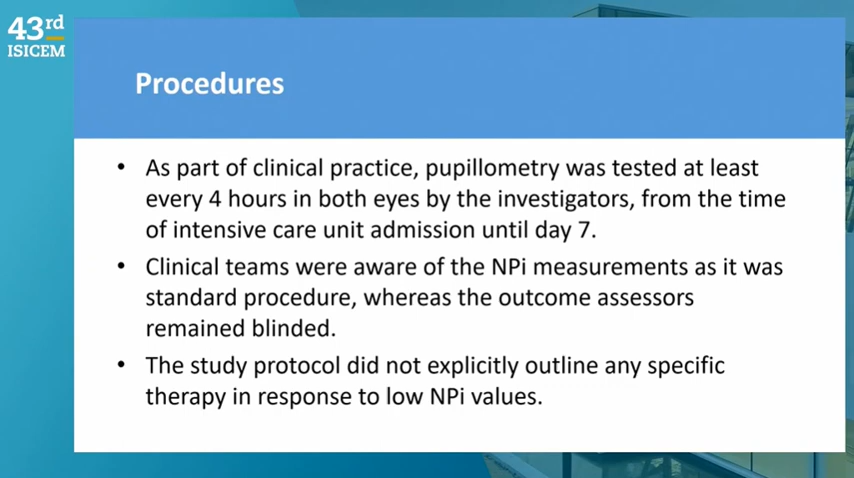 43rd
ISICEM
Procedures
• As part of clinical practice, pupillometry was tested at least
every 4 hours in both eyes by the investigators, from the time
of intensive care unit admission until day 7.
• Clinical teams were aware of the NPi measurements as it was
standard procedure, whereas the outcome assessors
remained blinded.
• The study protocol did not explicitly outline any specific
therapy in response to low NPi values.